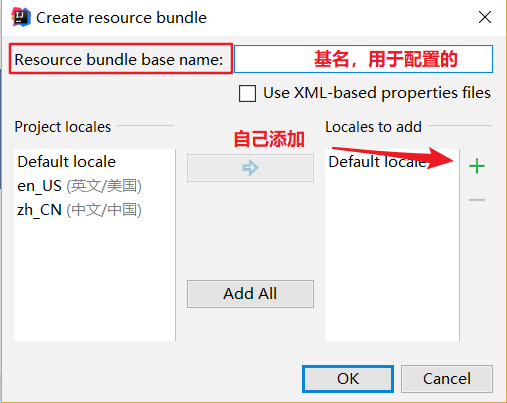 Create resource bundle
Resource bundle base name: 基名，用于配置的
Use XML-based properties files
Project locales
自己添加
Locales to add
Default locale
en_US (英文/美国)
zh_CN (中文/中国)
Default locale
Add All
OK
Cancel